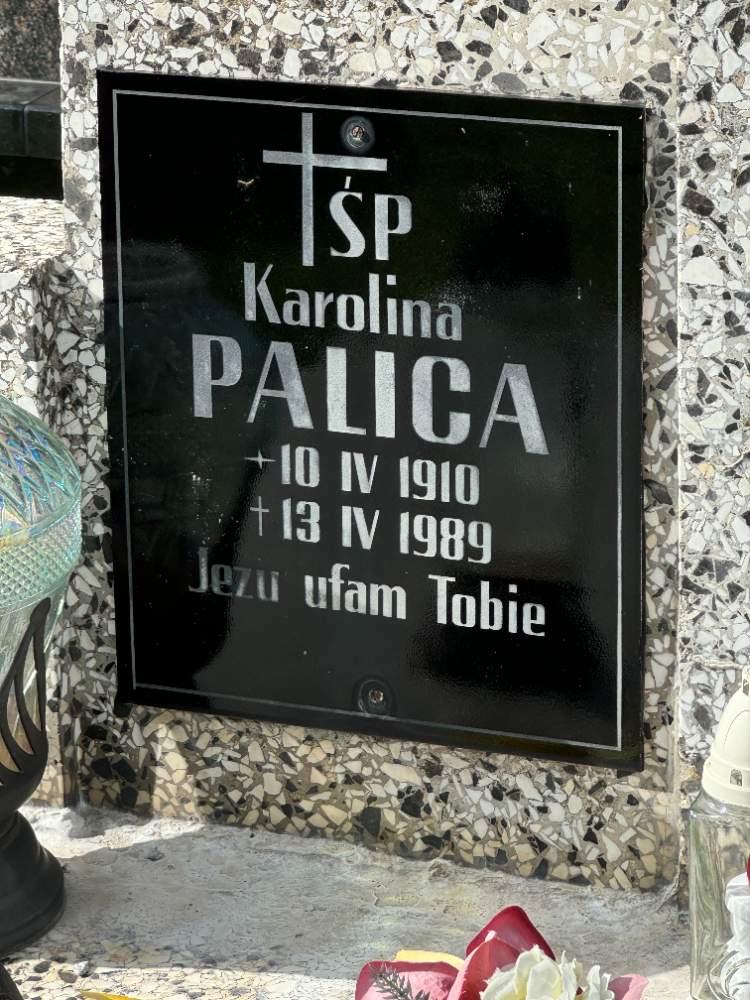 ŚP
Karolina
PALICA
10 IV 1910
† 13 IV 1989
Jezu ufam Tobie